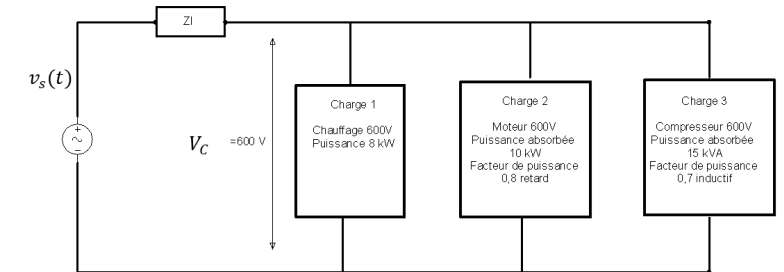 ZI
v_s(t)
+
−
V_C
=600 V
Charge 1
Chauffage 600V
Puissance 8 kW
Charge 2
Moteur 600V
Puissance absorbée
10 kW
Facteur de puissance
0,8 retard
Charge 3
Compresseur 600V
Puissance absorbée
15 kVA
Facteur de puissance
0,7 inductif